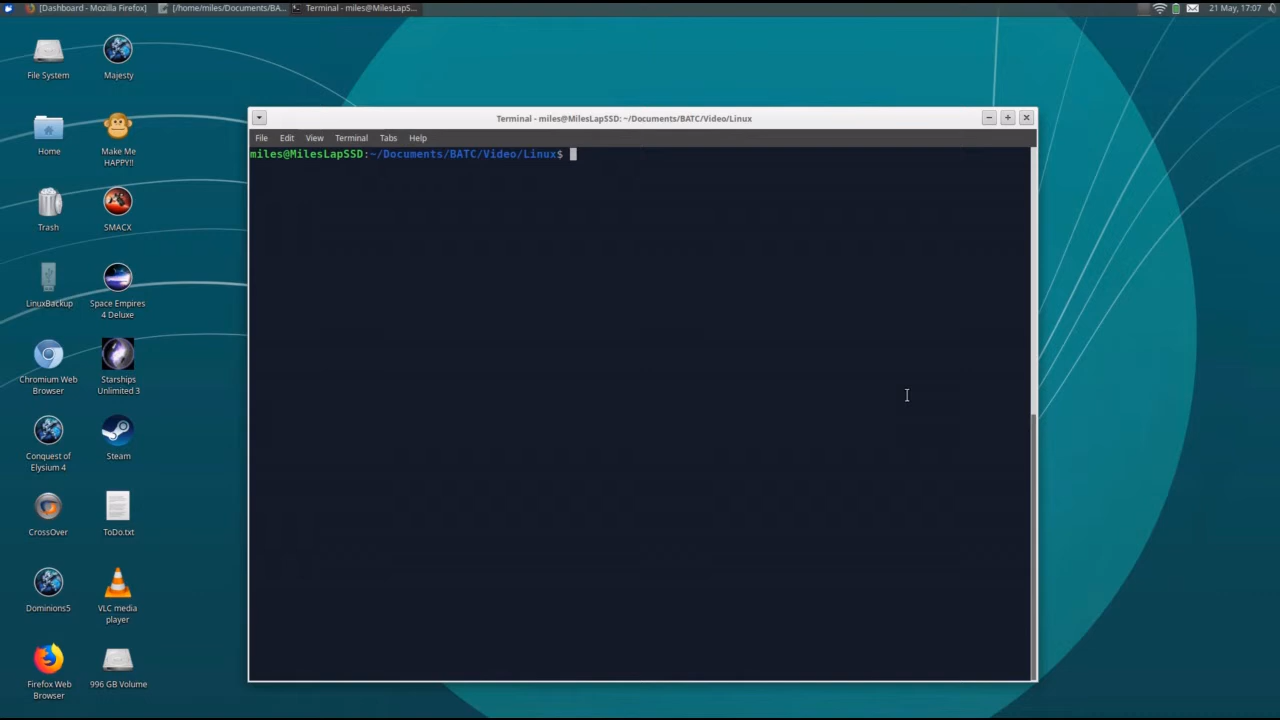 [Dashboard - Mozilla Firefox]
[/home/miles/Documents/BA...
Terminal - miles@MilesLapS...
21 May, 17:07
File System
Majesty
Home
Make Me
HAPPY!!
Trash
SMACX
LinuxBackup
Space Empires
4 Deluxe
Chromium Web
Browser
Starships
Unlimited 3
Conquest of
Elysium 4
Steam
CrossOver
ToDo.txt
Dominions5
VLC media
player
Firefox Web
Browser
996 GB Volume
Terminal - miles@MilesLapSSD: ~/Documents/BATC/Video/Linux
File Edit View Terminal Tabs Help
miles@MilesLapSSD:~/Documents/BATC/Video/Linux$